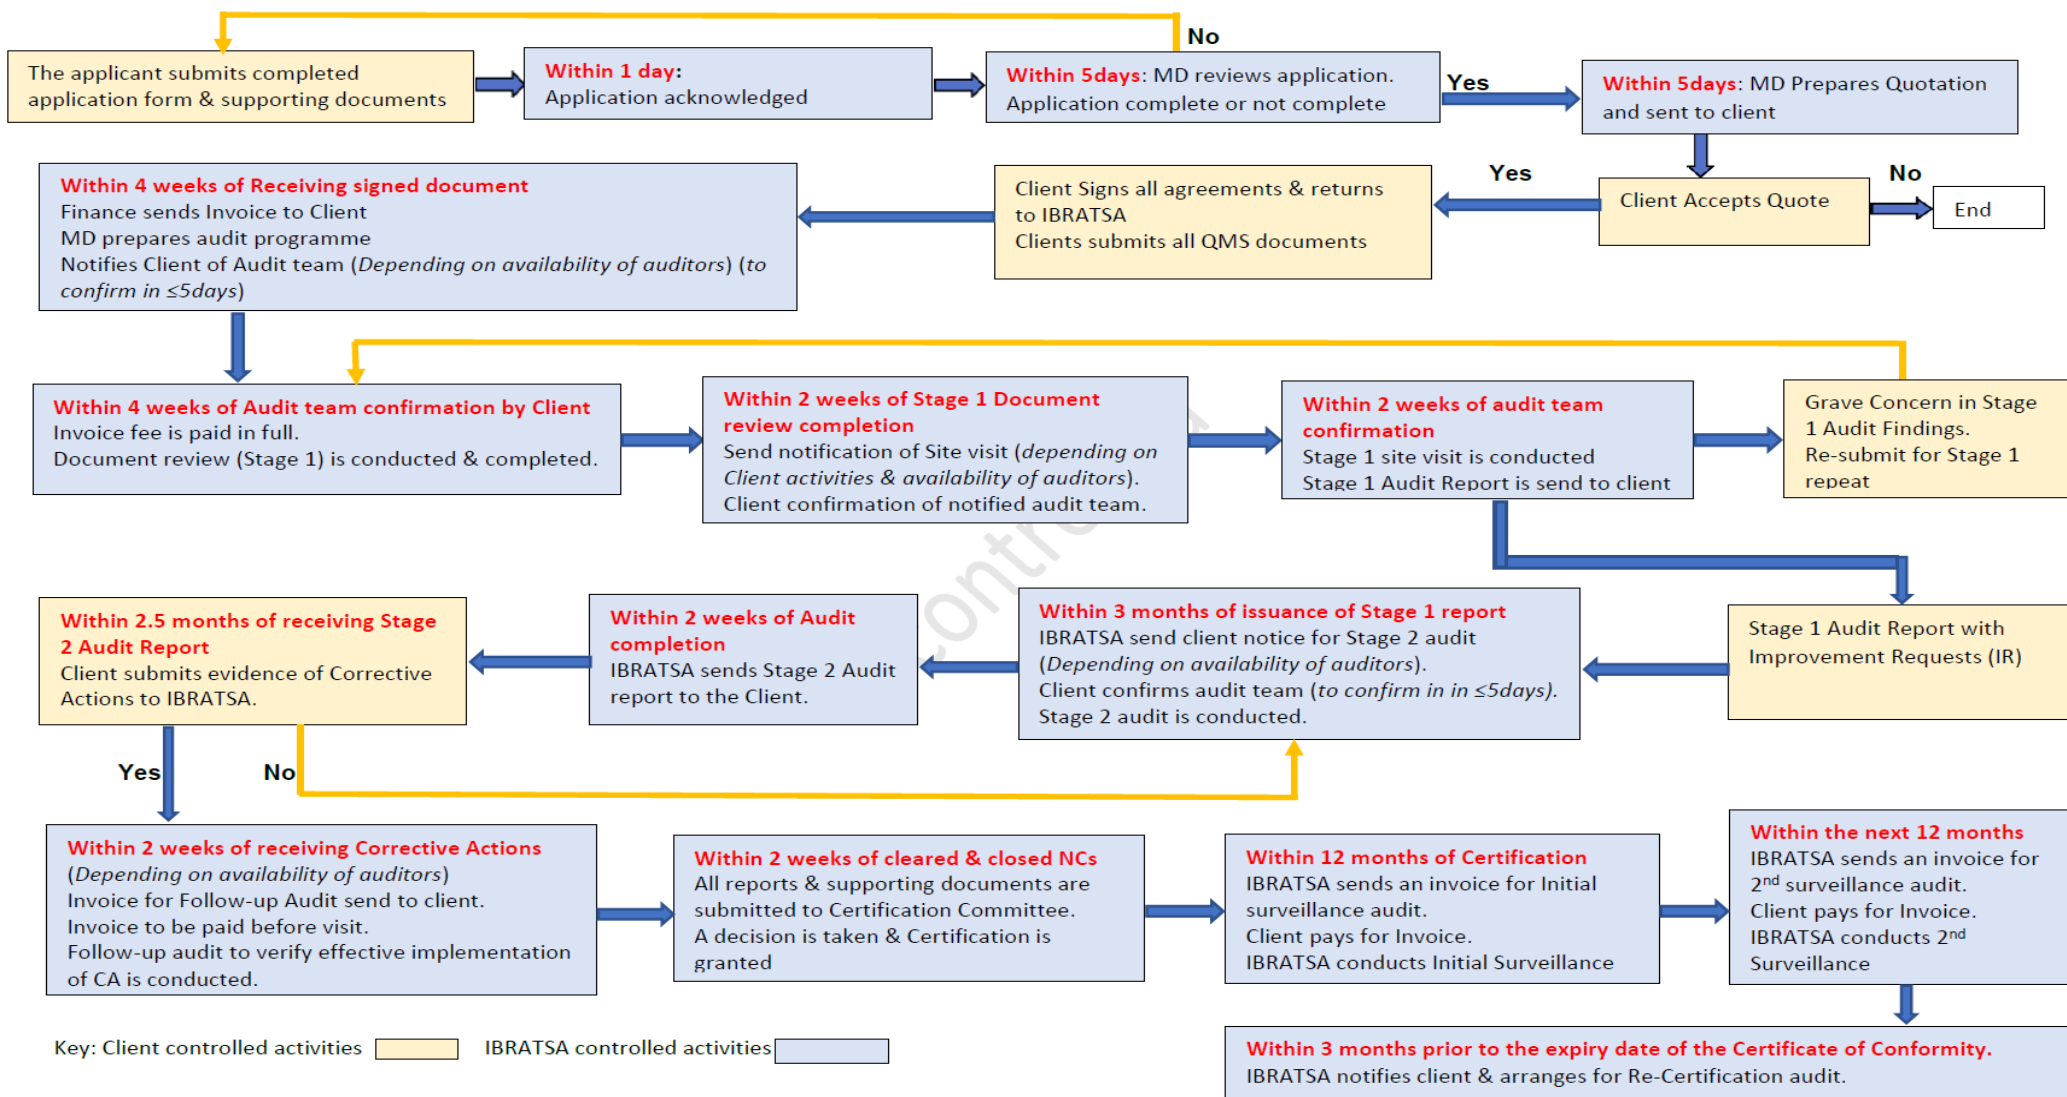 No
The applicant submits completed
application form & supporting documents
Within 1 day:
Application acknowledged
Within 5days: MD reviews application.
Application complete or not complete
Yes
Within 5days: MD Prepares Quotation
and sent to client
Within 4 weeks of Receiving signed document
Finance sends Invoice to Client
MD prepares audit programme
Notifies Client of Audit team (Depending on availability of auditors) (to
confirm in ≤5days)
Client Signs all agreements & returns
to IBRATSA
Clients submits all QMS documents
Yes
Client Accepts Quote
No
End
Within 4 weeks of Audit team confirmation by Client
Invoice fee is paid in full.
Document review (Stage 1) is conducted & completed.
Within 2 weeks of Stage 1 Document
review completion
Send notification of Site visit (depending on
Client activities & availability of auditors).
Client confirmation of notified audit team.
Within 2 weeks of audit team
confirmation
Stage 1 site visit is conducted
Stage 1 Audit Report is send to client
Grave Concern in Stage
1 Audit Findings.
Re-submit for Stage 1
repeat
Within 2.5 months of receiving Stage
2 Audit Report
Client submits evidence of Corrective
Actions to IBRATSA.
Within 2 weeks of Audit
completion
IBRATSA sends Stage 2 Audit
report to the Client.
Within 3 months of issuance of Stage 1 report
IBRATSA send client notice for Stage 2 audit
(Depending on availability of auditors).
Client confirms audit team (to confirm in in ≤5days).
Stage 2 audit is conducted.
Stage 1 Audit Report with
Improvement Requests (IR)
Yes
No
Within 2 weeks of receiving Corrective Actions
(Depending on availability of auditors)
Invoice for Follow-up Audit send to client.
Invoice to be paid before visit.
Follow-up audit to verify effective implementation
of CA is conducted.
Within 2 weeks of cleared & closed NCs
All reports & supporting documents are
submitted to Certification Committee.
A decision is taken & Certification is
granted
Within 12 months of Certification
IBRATSA sends an invoice for Initial
surveillance audit.
Client pays for Invoice.
IBRATSA conducts Initial Surveillance
Within the next 12 months
IBRATSA sends an invoice for
2nd surveillance audit.
Client pays for Invoice.
IBRATSA conducts 2nd
Surveillance
Key: Client controlled activities
IBRATSA controlled activities
Within 3 months prior to the expiry date of the Certificate of Conformity.
IBRATSA notifies client & arranges for Re-Certification audit.